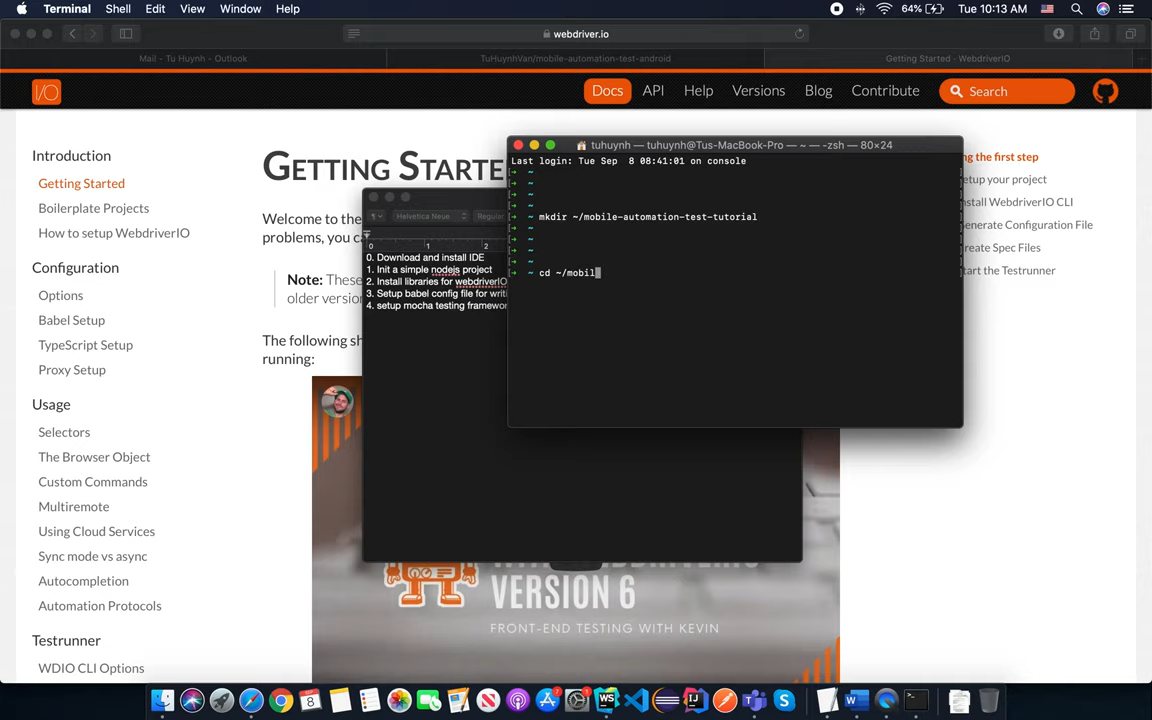 Terminal Shell Edit View Window Help 64% Tue 10:13 AM
webdriver.io
Mail - Tu Huynh - Outlook TuHuynhVan/mobile-automation-test-android Getting Started · WebdriverIO
I/O Docs API Help Versions Blog Contribute Search
Introduction
Getting Started
Boilerplate Projects
How to setup WebdriverIO
Configuration
Options
Babel Setup
TypeScript Setup
Proxy Setup
Usage
Selectors
The Browser Object
Custom Commands
Multiremote
Using Cloud Services
Sync mode vs async
Autocompletion
Automation Protocols
Testrunner
WDIO CLI Options
GETTING STARTE
Welcome to the
problems, you ca
Note: These
older version
The following sh
running:
Helvetica Neue Regular
0 1 2
0. Download and install IDE
1. Init a simple nodejs project
2. Install libraries for webdriverIO
3. Setup babel config file for writi
4. setup mocha testing framewor
tuhuynh — tuhuynh@Tus-MacBook-Pro — ~ — -zsh — 80×24
Last login: Tue Sep  8 08:41:01 on console
[→ ~
[→ ~
[→ ~
[→ ~
[→ ~ mkdir ~/mobile-automation-test-tutorial
[→ ~
[→ ~
[→ ~
[→ ~
→ ~ cd ~/mobil
ng the first step
etup your project
nstall WebdriverIO CLI
enerate Configuration File
reate Spec Files
tart the Testrunner
VERSION 6
FRONT-END TESTING WITH KEVIN